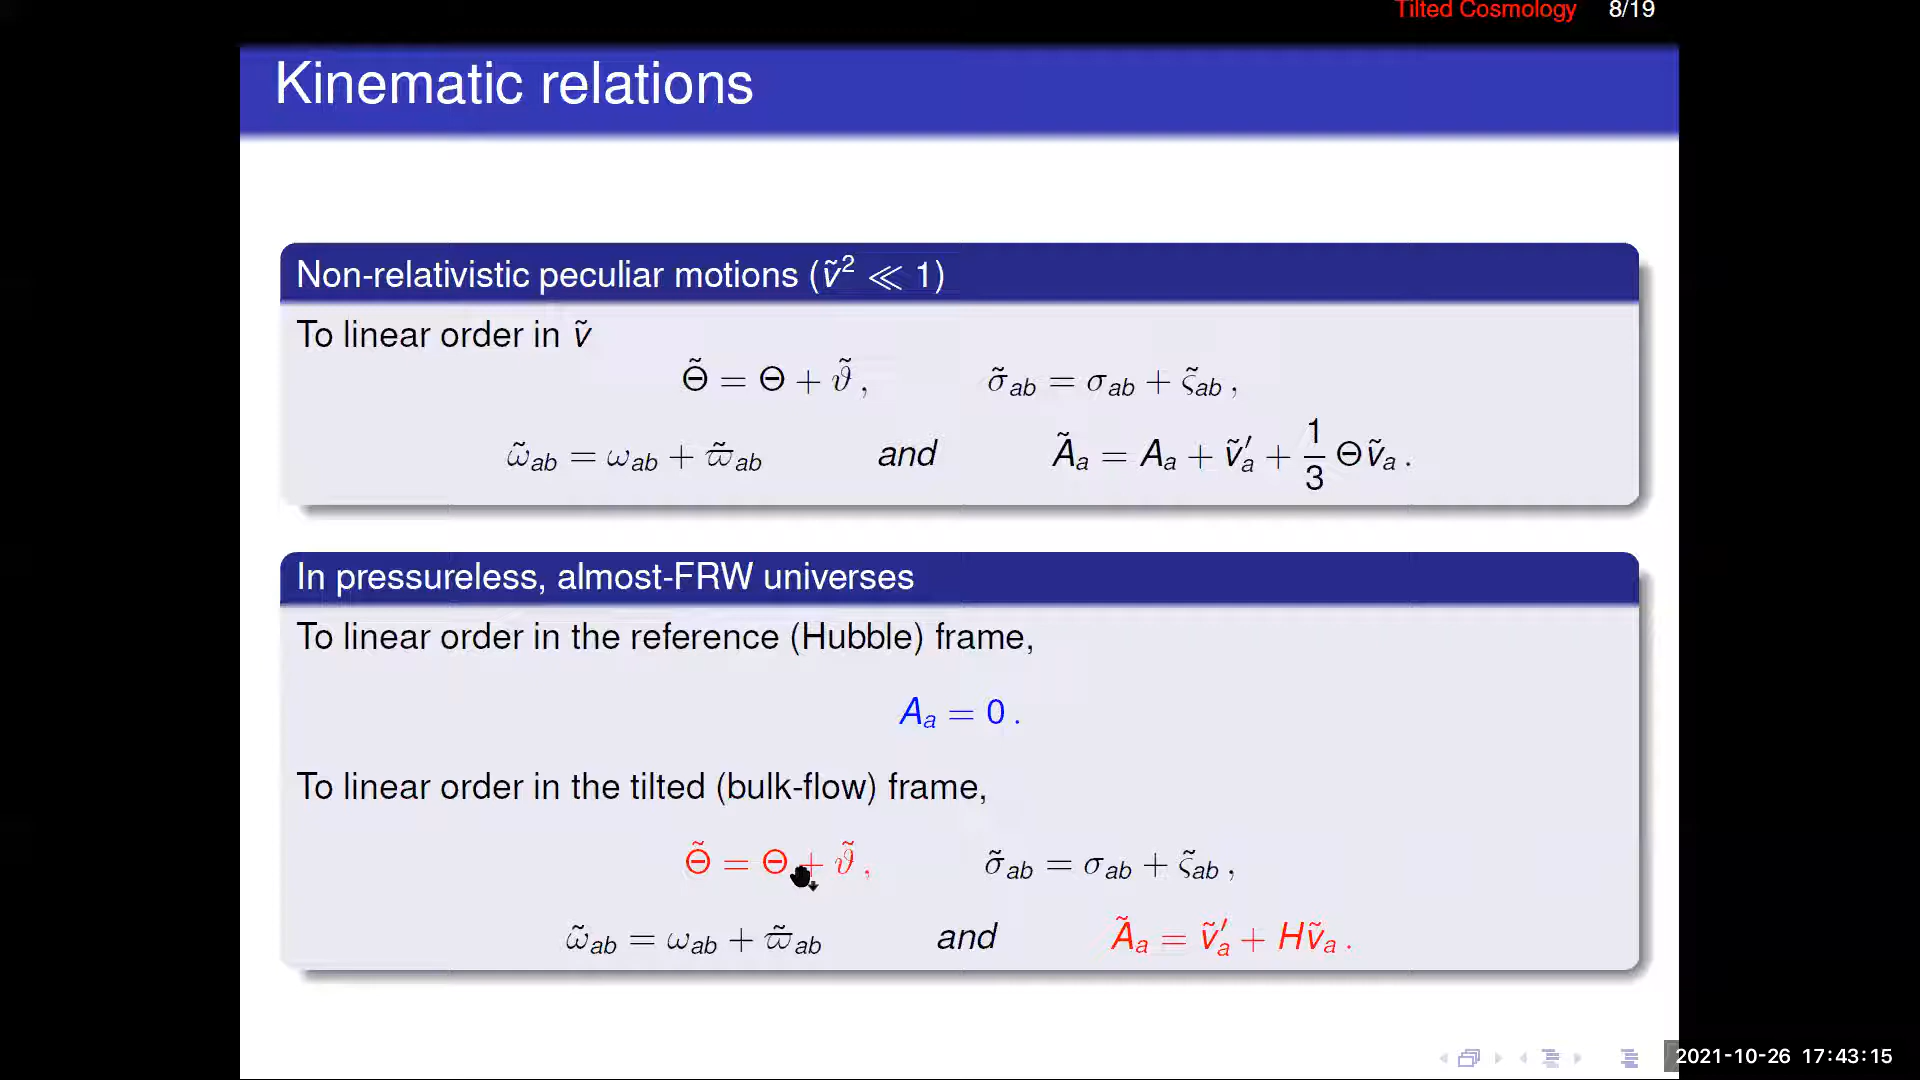 Tilted Cosmology 8/19
Kinematic relations
Non-relativistic peculiar motions (ṽ² ≪ 1)
To linear order in ṽ
Θ̃ = Θ + ϑ̃ , σ̃ab = σab + ς̃ab ,
ω̃ab = ωab + ϖ̃ab and Ãa = Aa + ṽ′a + 1/3 Θṽa .
In pressureless, almost-FRW universes
To linear order in the reference (Hubble) frame,
Aa = 0 .
To linear order in the tilted (bulk-flow) frame,
Θ̃ = Θ + ϑ̃ , σ̃ab = σab + ς̃ab ,
ω̃ab = ωab + ϖ̃ab and Ãa = ṽ′a + Hṽa .
2021-10-26 17:43:15